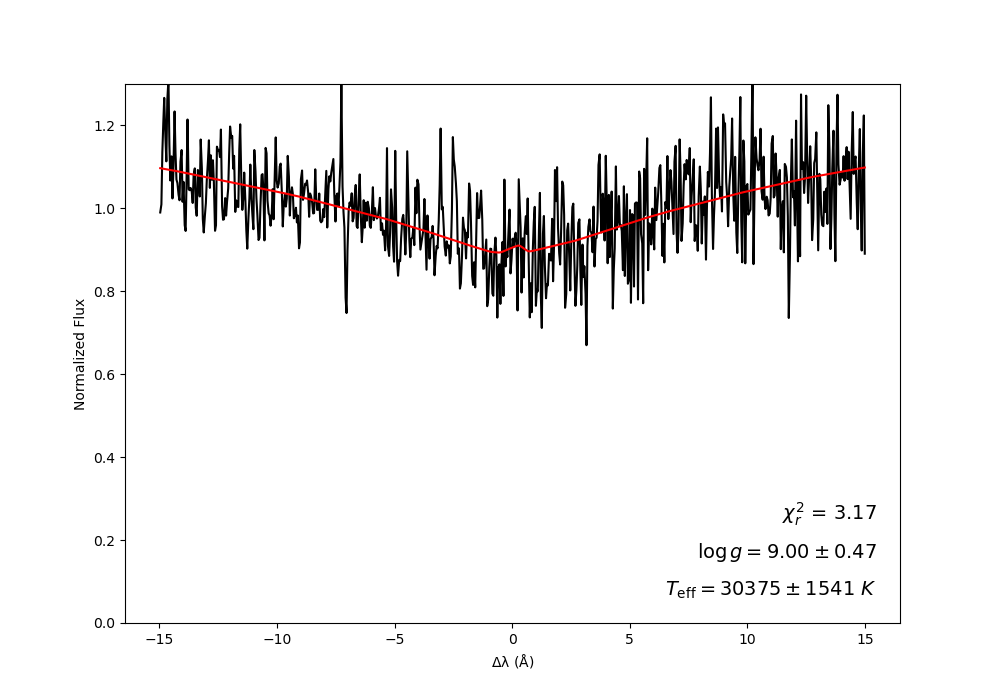 1.2
1.0
0.8
0.6
0.4
0.2
0.0
Normalized Flux
χ²ᵣ = 3.17
log g = 9.00 ± 0.47
T_eff = 30375 ± 1541 K
−15 −10 −5 0 5 10 15
Δλ (Å)